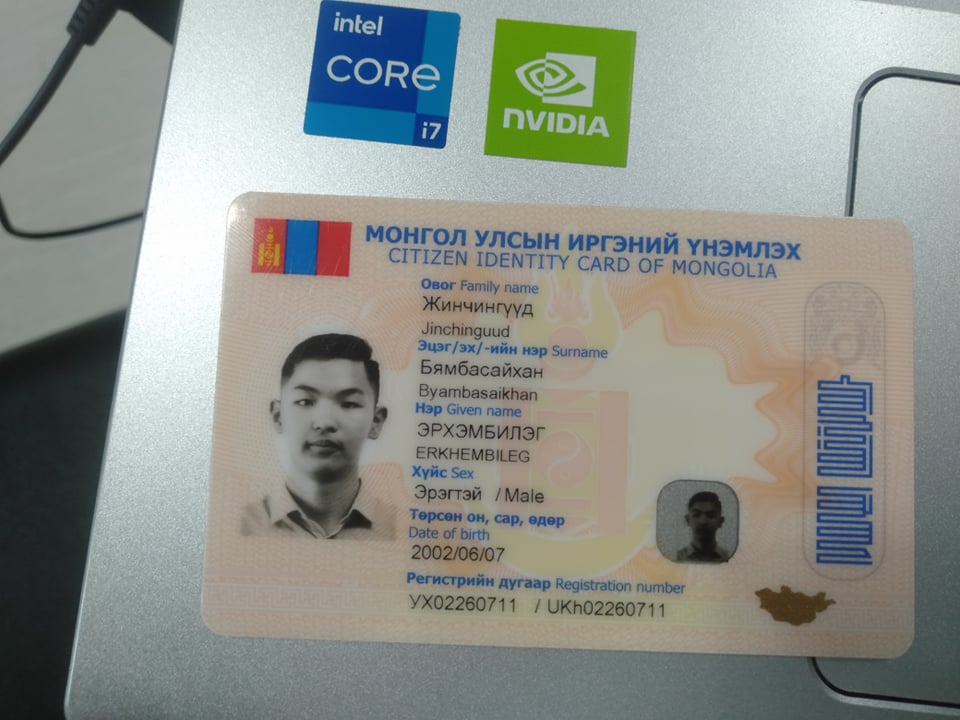 intel
CORE
i7
NVIDIA
МОНГОЛ УЛСЫН ИРГЭНИЙ ҮНЭМЛЭХ
CITIZEN IDENTITY CARD OF MONGOLIA
Овог Family name
Жинчингүүд
Jinchinguud
Эцэг/эх/-ийн нэр Surname
Бямбасайхан
Byambasaikhan
Нэр Given name
ЭРХЭМБИЛЭГ
ERKHEMBILEG
Хүйс Sex
Эрэгтэй / Male
Төрсөн он, сар, өдөр
Date of birth
2002/06/07
Регистрийн дугаар Registration number
УХ02260711 / UKh02260711